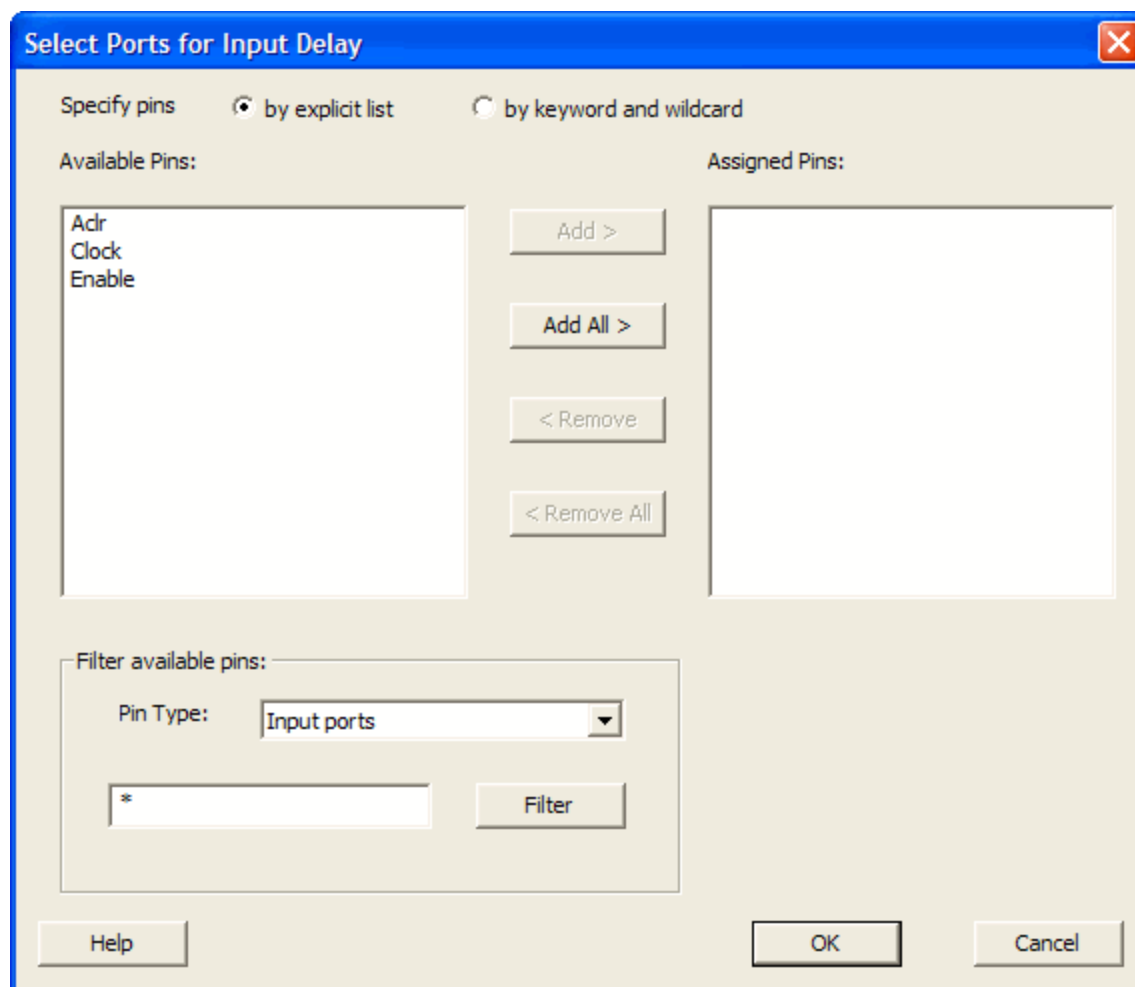 Select Ports for Input Delay
Specify pins by explicit list by keyword and wildcard
Available Pins: Assigned Pins:
Aclr
Clock
Enable
Add >
Add All >
< Remove
< Remove All
Filter available pins:
Pin Type: Input ports
* Filter
Help OK Cancel